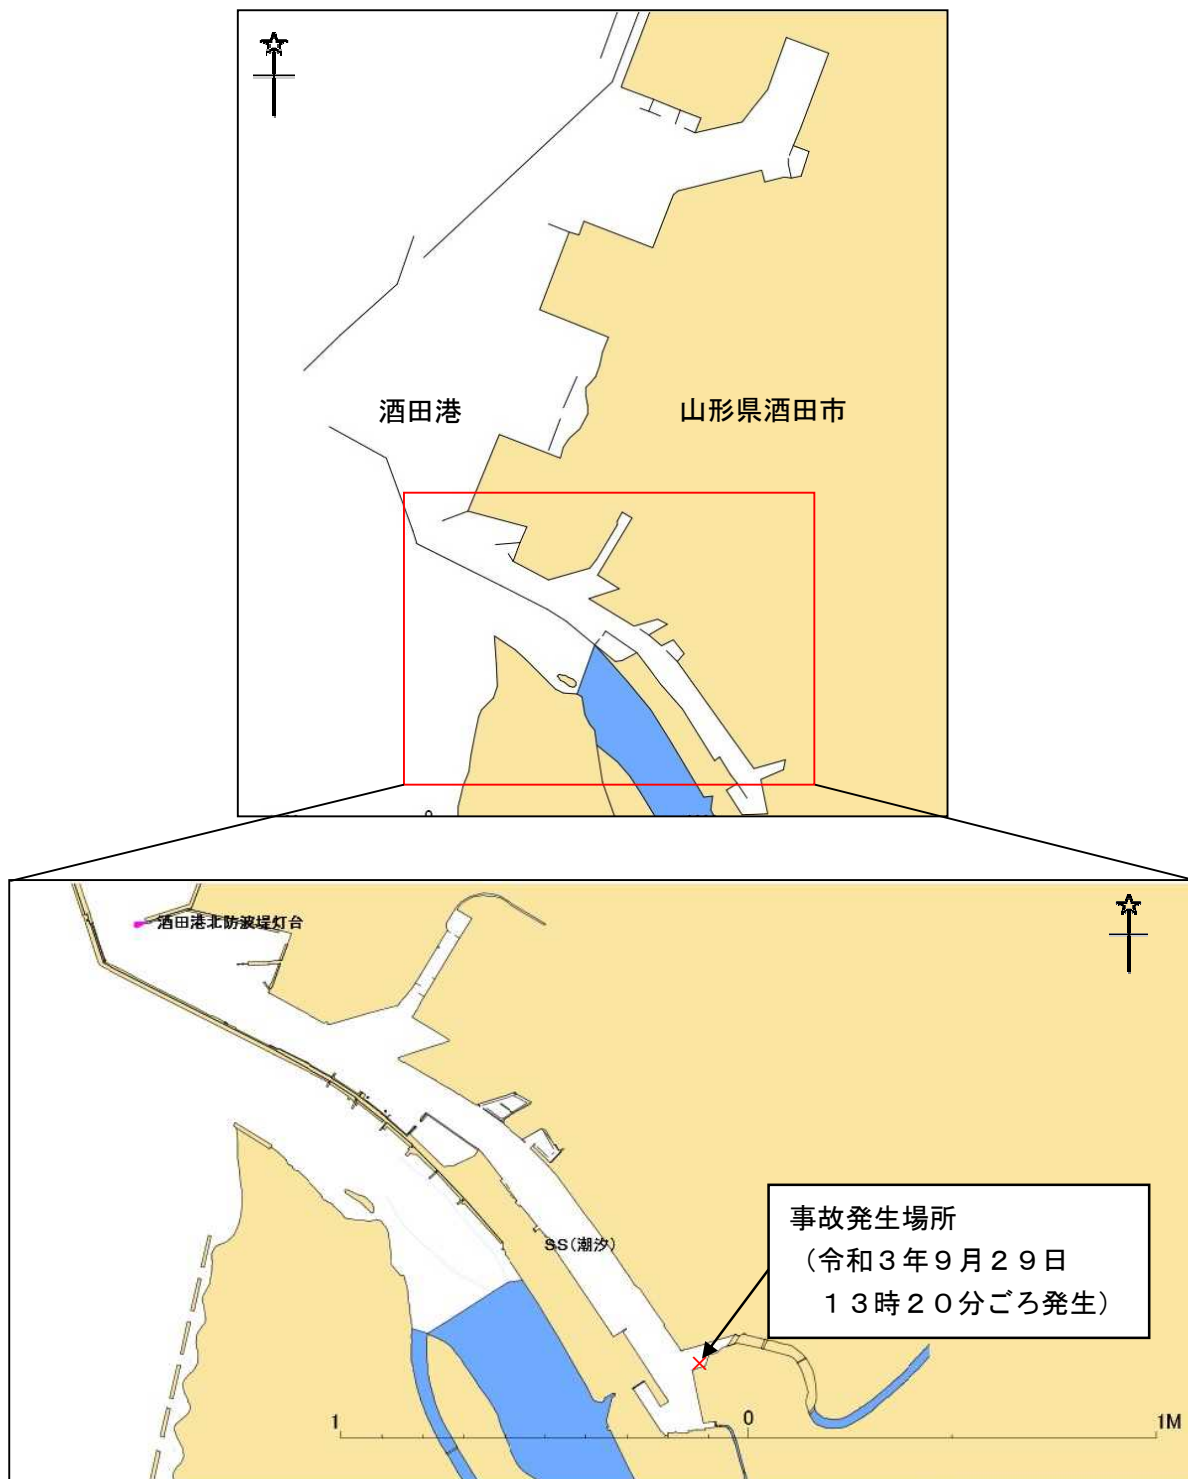 酒田港
山形県酒田市
酒田港北防波堤灯台
SS(潮汐)
事故発生場所
（令和３年９月２９日
１３時２０分ごろ発生）
1
0
1M